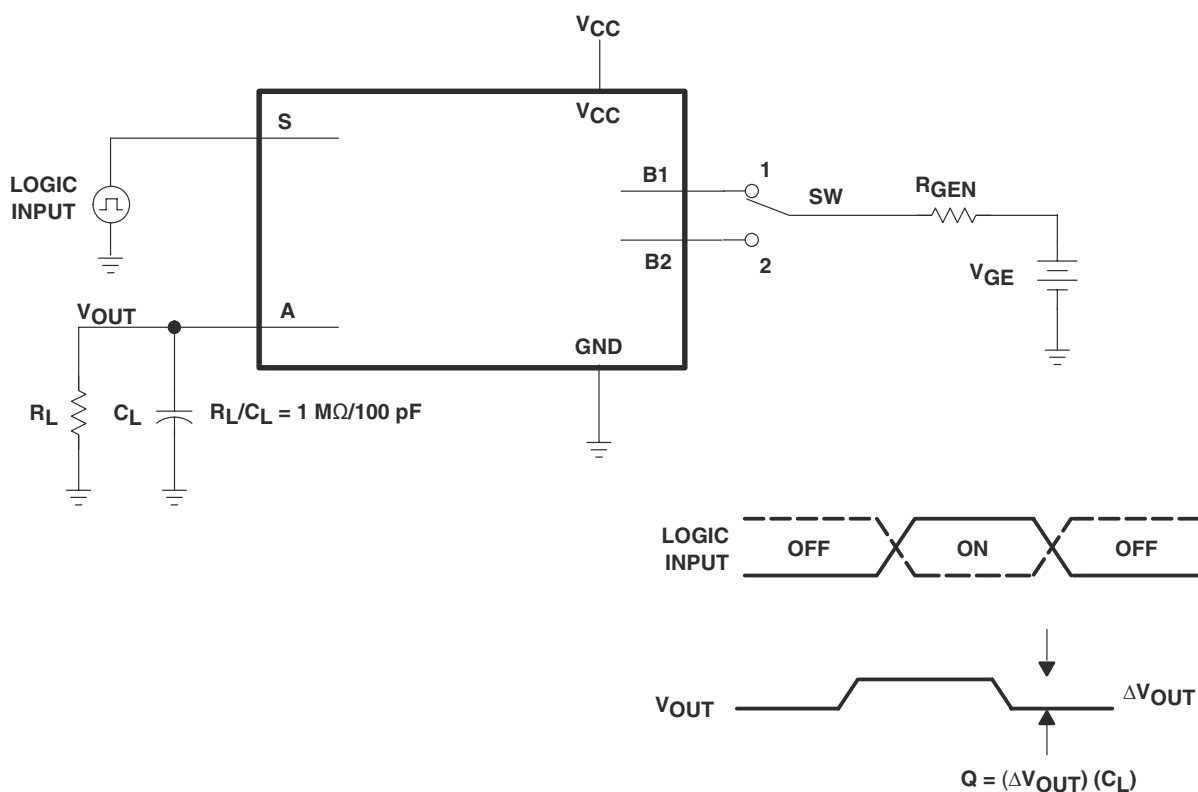 VCC
VCC
S
LOGIC
INPUT
B1
1
SW
RGEN
B2
2
VGE
VOUT
A
GND
RL
CL
RL/CL = 1 MΩ/100 pF
LOGIC
INPUT
OFF
ON
OFF
VOUT
ΔVOUT
Q = (ΔVOUT) (CL)